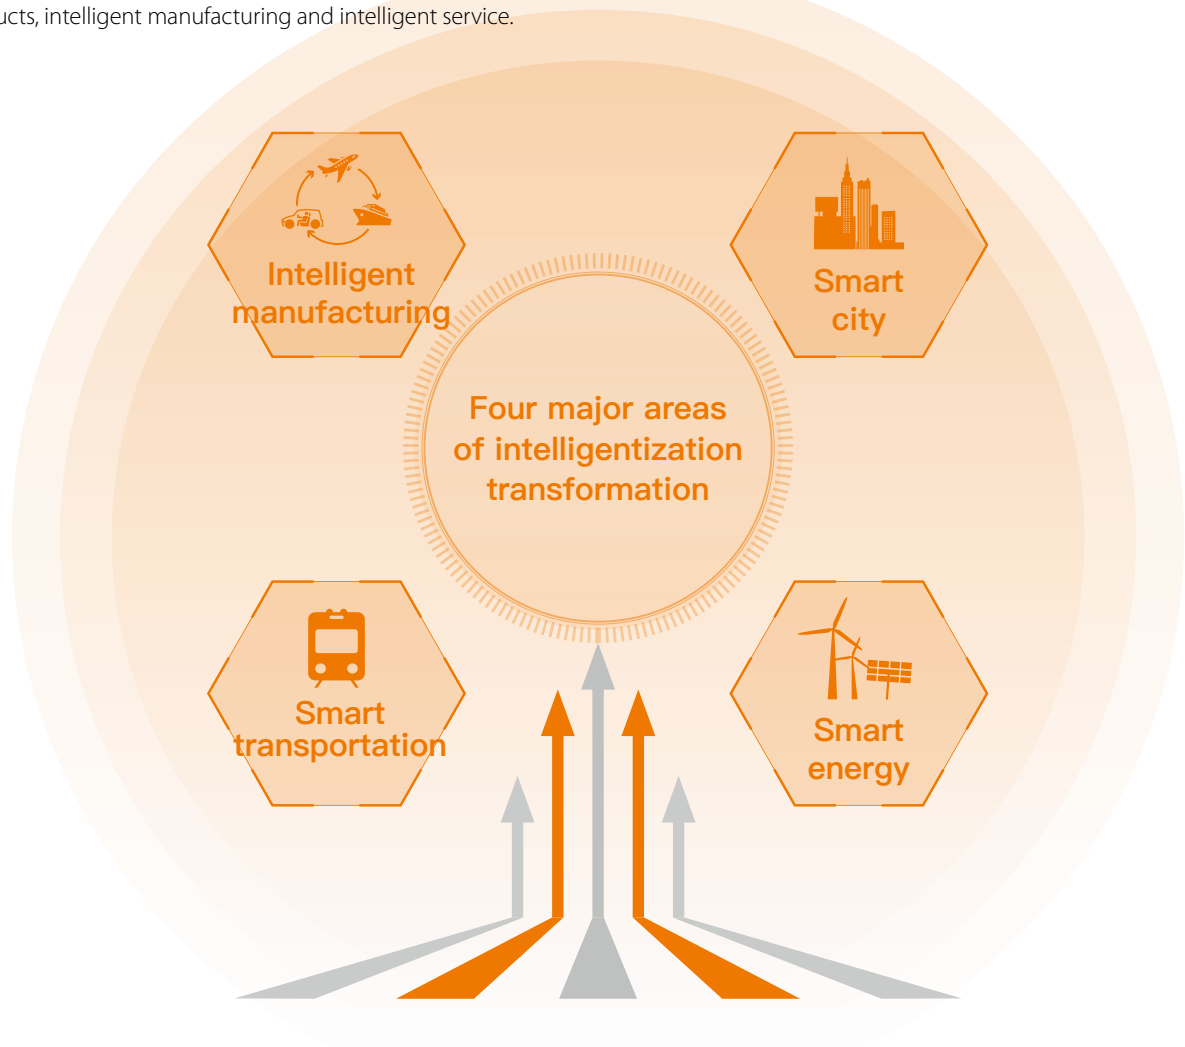 intelligent manufacturing and intelligent service.
Intelligent
manufacturing
Smart
city
Four major areas
of intelligentization
transformation
Smart
transportation
Smart
energy